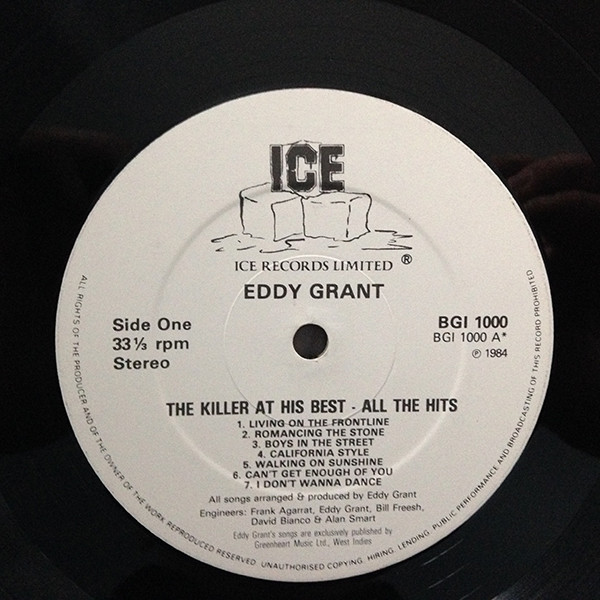 ICE
ICE RECORDS LIMITED ®
EDDY GRANT
Side One
33 ⅓ rpm
Stereo
BGI 1000
BGI 1000 A*
℗ 1984
THE KILLER AT HIS BEST - ALL THE HITS
1. LIVING ON THE FRONTLINE
2. ROMANCING THE STONE
3. BOYS IN THE STREET
4. CALIFORNIA STYLE
5. WALKING ON SUNSHINE
6. CAN'T GET ENOUGH OF YOU
7. I DON'T WANNA DANCE
All songs arranged & produced by Eddy Grant
Engineers: Frank Agarrat, Eddy Grant, Bill Freesh,
David Bianco & Alan Smart
Eddy Grant's songs are exclusively published by
Greenheart Music Ltd., West Indies
ALL RIGHTS OF THE PRODUCER AND OF THE OWNER OF THE WORK REPRODUCED RESERVED UNAUTHORISED COPYING, HIRING, LENDING, PUBLIC PERFORMANCE AND BROADCASTING OF THIS RECORD PROHIBITED